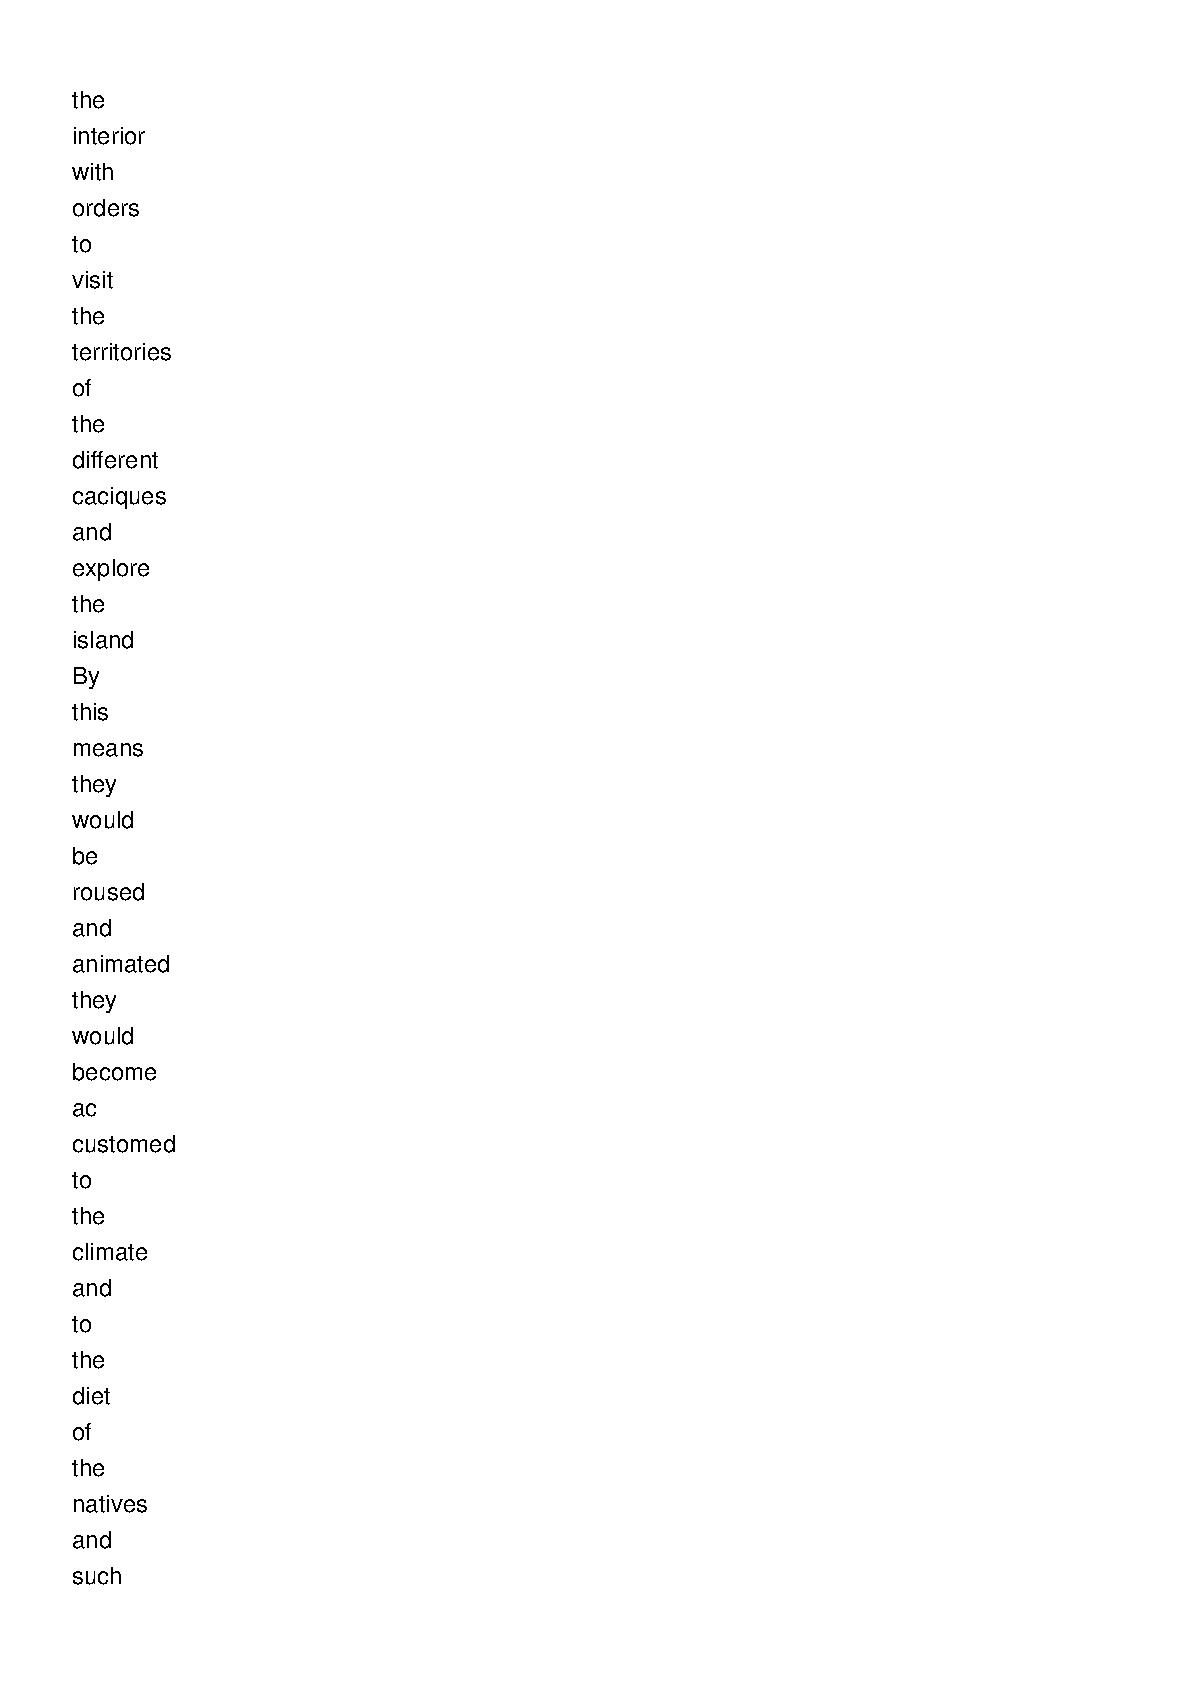 the
interior
with
orders
to
visit
the
territories
of
the
different
caciques
and
explore
the
island
By
this
means
they
would
be
roused
and
animated
they
would
become
ac
customed
to
the
climate
and
to
the
diet
of
the
natives
and
such